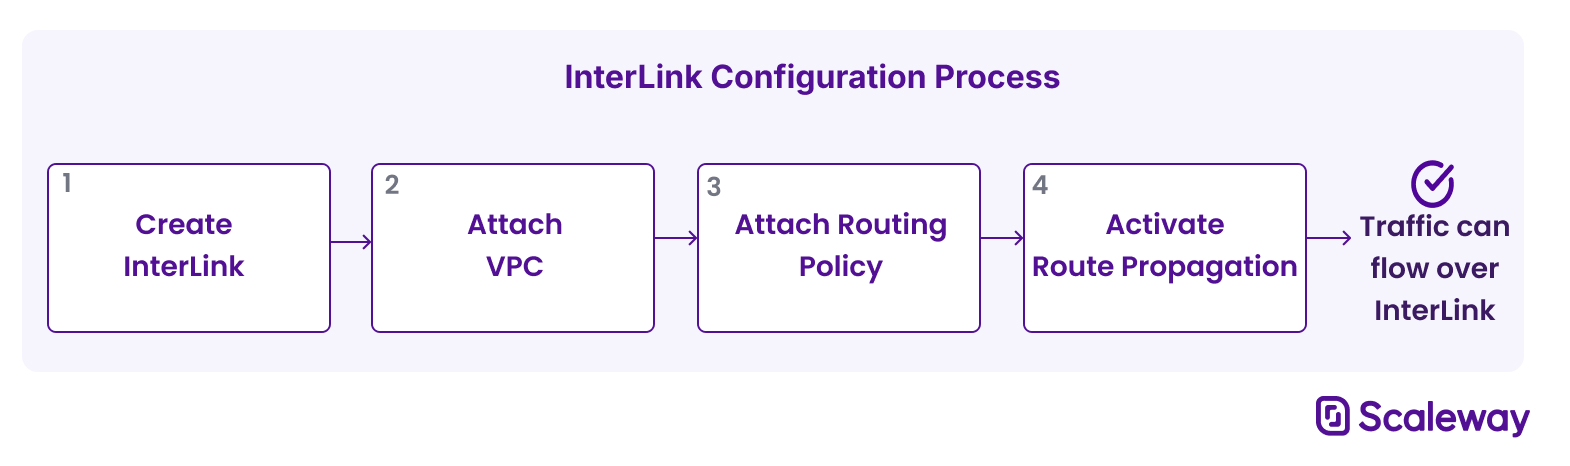 InterLink Configuration Process
1
Create
InterLink
2
Attach
VPC
3
Attach Routing
Policy
4
Activate
Route Propagation
Traffic can
flow over
InterLink
Scaleway